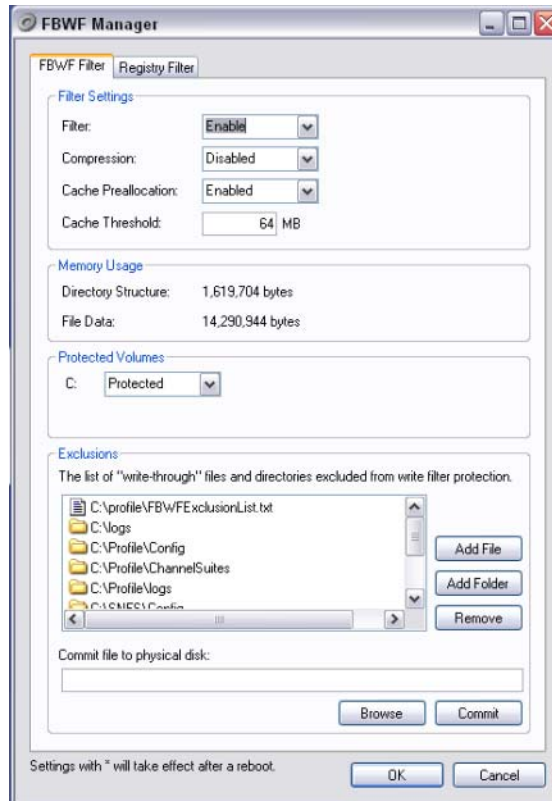 FBWF Manager
FBWF Filter Registry Filter
Filter Settings
Filter: Enable
Compression: Disabled
Cache Preallocation: Enabled
Cache Threshold: 64 MB
Memory Usage
Directory Structure: 1,619,704 bytes
File Data: 14,290,944 bytes
Protected Volumes
C: Protected
Exclusions
The list of "write-through" files and directories excluded from write filter protection.
C:\profile\FBWFExclusionList.txt
C:\logs
C:\Profile\Config
C:\Profile\ChannelSuites
C:\Profile\logs
Add File
Add Folder
Remove
Commit file to physical disk:
Browse Commit
Settings with * will take effect after a reboot.
OK Cancel